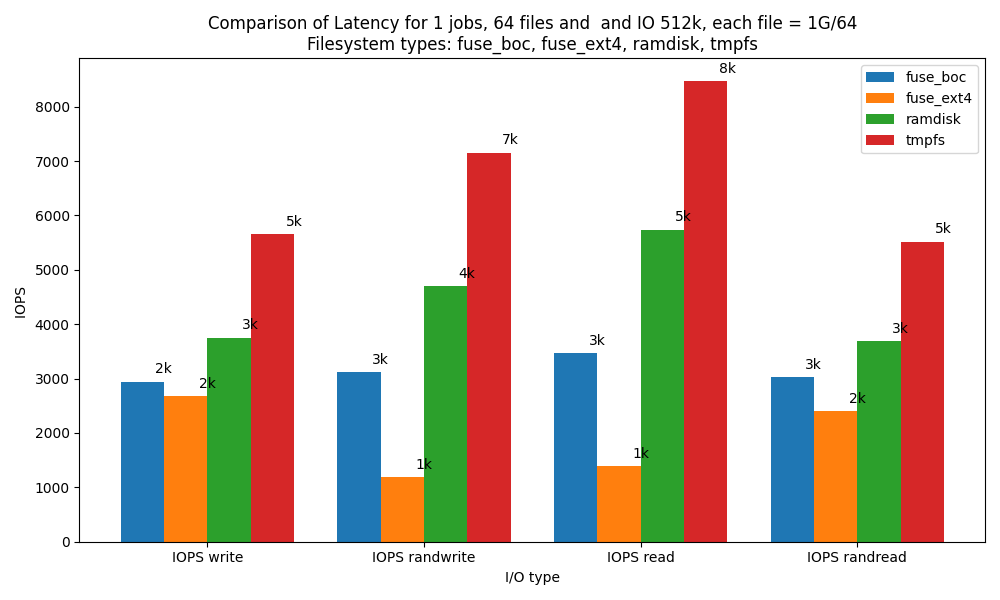 Comparison of Latency for 1 jobs, 64 files and  and IO 512k, each file = 1G/64
Filesystem types: fuse_boc, fuse_ext4, ramdisk, tmpfs
fuse_boc
fuse_ext4
ramdisk
tmpfs
IOPS
8000
7000
6000
5000
4000
3000
2000
1000
0
2k
2k
3k
5k
3k
1k
4k
7k
3k
1k
5k
8k
3k
2k
3k
5k
IOPS write
IOPS randwrite
IOPS read
IOPS randread
I/O type